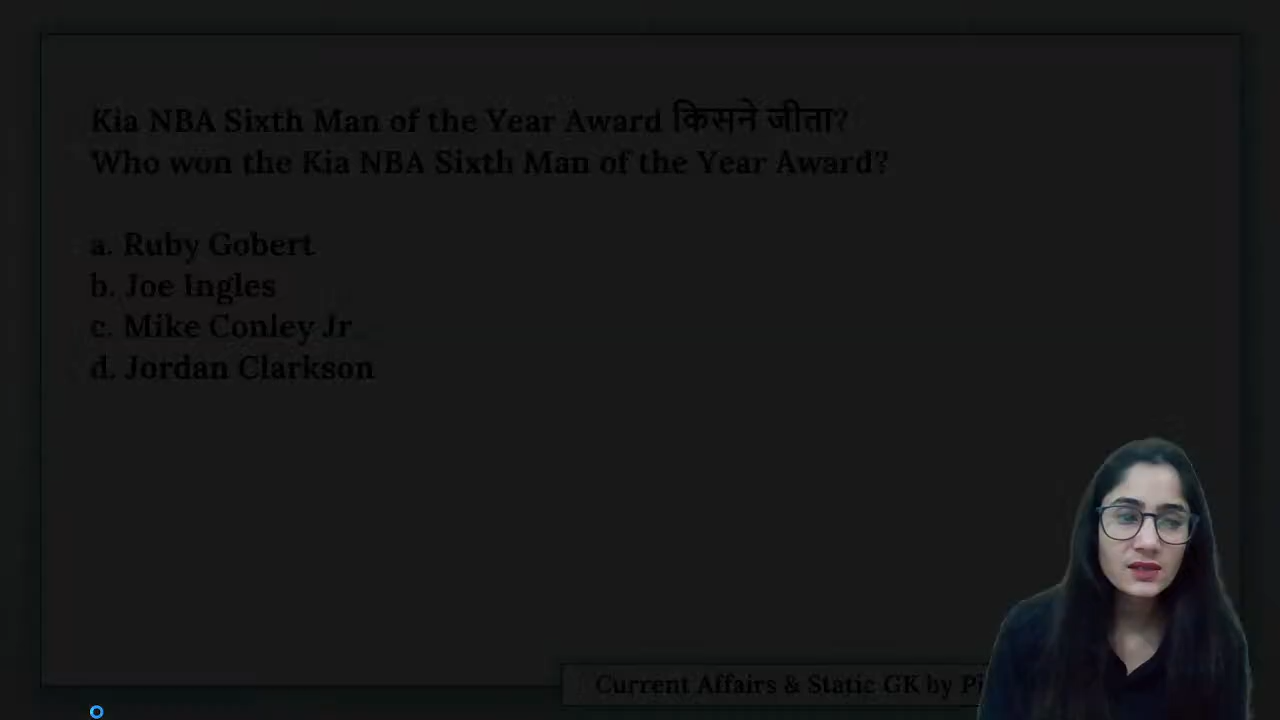 Kia NBA Sixth Man of the Year Award किसने जीता?
Who won the Kia NBA Sixth Man of the Year Award?
a. Ruby Gobert
b. Joe Ingles
c. Mike Conley Jr
d. Jordan Clarkson
Current Affairs & Static GK by